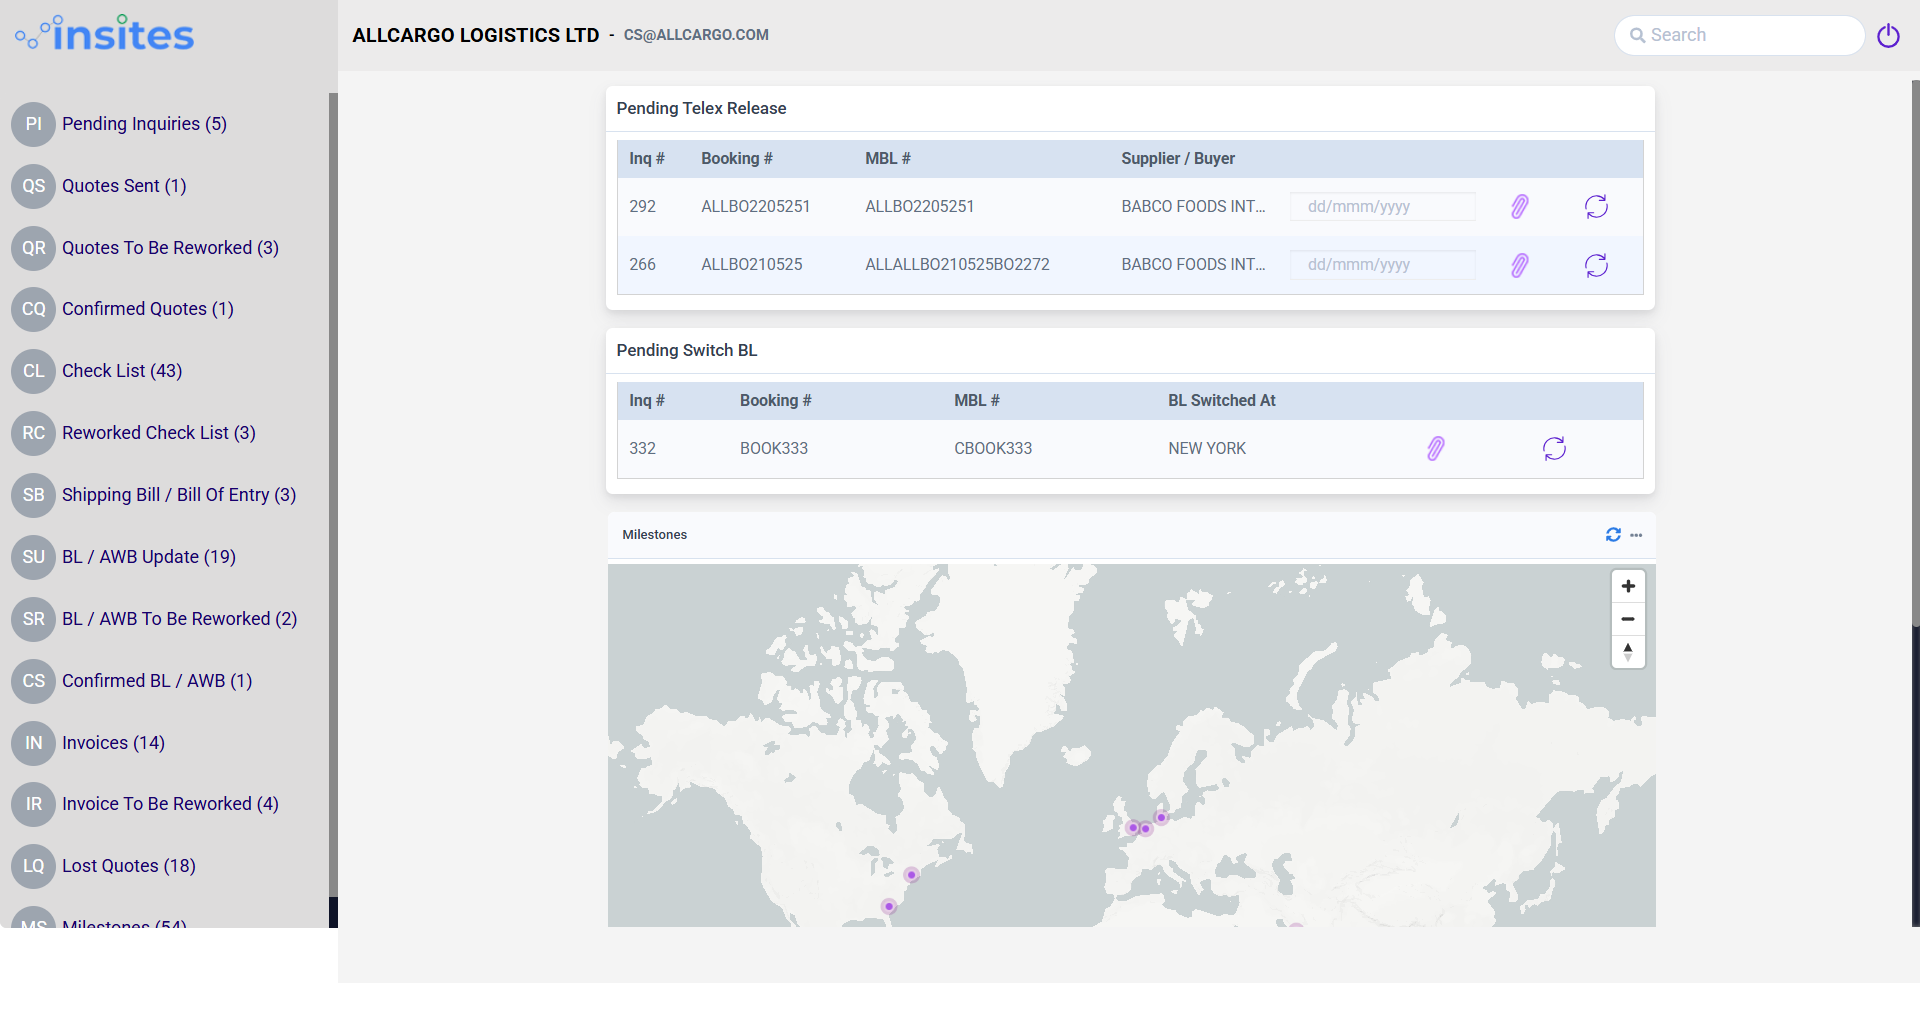 insites
ALLCARGO LOGISTICS LTD - CS@ALLCARGO.COM
Search
PI Pending Inquiries (5)
QS Quotes Sent (1)
QR Quotes To Be Reworked (3)
CQ Confirmed Quotes (1)
CL Check List (43)
RC Reworked Check List (3)
SB Shipping Bill / Bill Of Entry (3)
SU BL / AWB Update (19)
SR BL / AWB To Be Reworked (2)
CS Confirmed BL / AWB (1)
IN Invoices (14)
IR Invoice To Be Reworked (4)
LQ Lost Quotes (18)
MS Milestones (54)
Pending Telex Release
Inq # Booking # MBL # Supplier / Buyer
292 ALLBO2205251 ALLBO2205251 BABCO FOODS INT... dd/mmm/yyyy
266 ALLBO210525 ALLALLBO210525BO2272 BABCO FOODS INT... dd/mmm/yyyy
Pending Switch BL
Inq # Booking # MBL # BL Switched At
332 BOOK333 CBOOK333 NEW YORK
Milestones